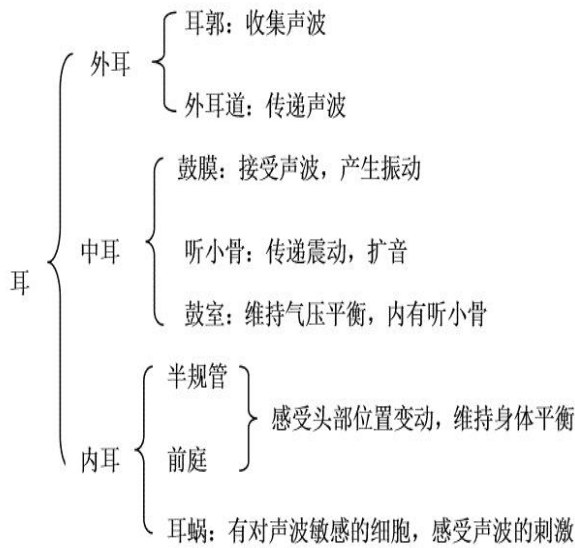 耳
外耳
耳郭：收集声波
外耳道：传递声波
中耳
鼓膜：接受声波，产生振动
听小骨：传递震动，扩音
鼓室：维持气压平衡，内有听小骨
内耳
半规管
前庭
感受头部位置变动，维持身体平衡
耳蜗：有对声波敏感的细胞，感受声波的刺激